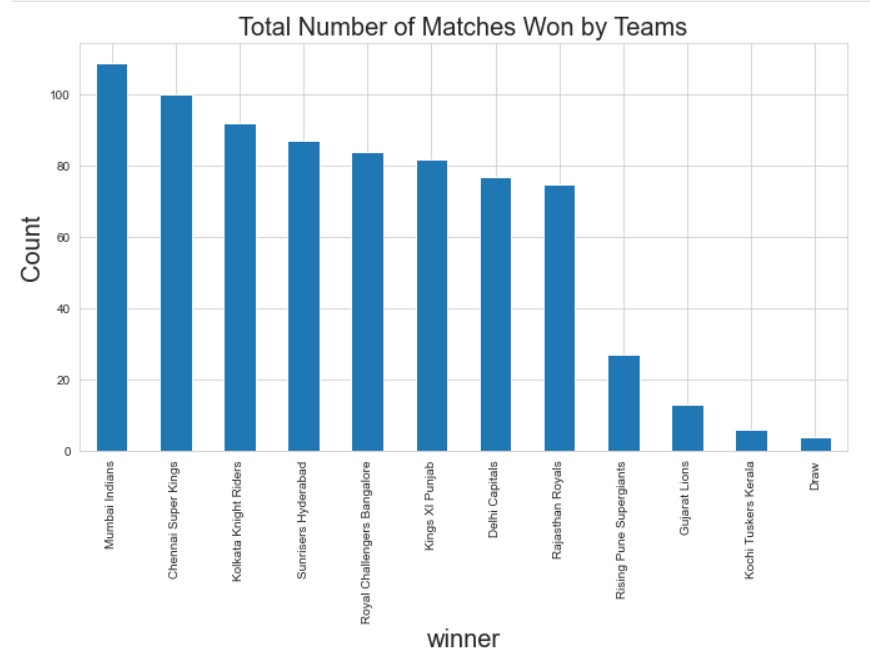 Total Number of Matches Won by Teams
Count
100
80
60
40
20
0
Mumbai Indians
Chennai Super Kings
Kolkata Knight Riders
Sunrisers Hyderabad
Royal Challengers Bangalore
Kings XI Punjab
Delhi Capitals
Rajasthan Royals
Rising Pune Supergiants
Gujarat Lions
Kochi Tuskers Kerala
Draw
winner